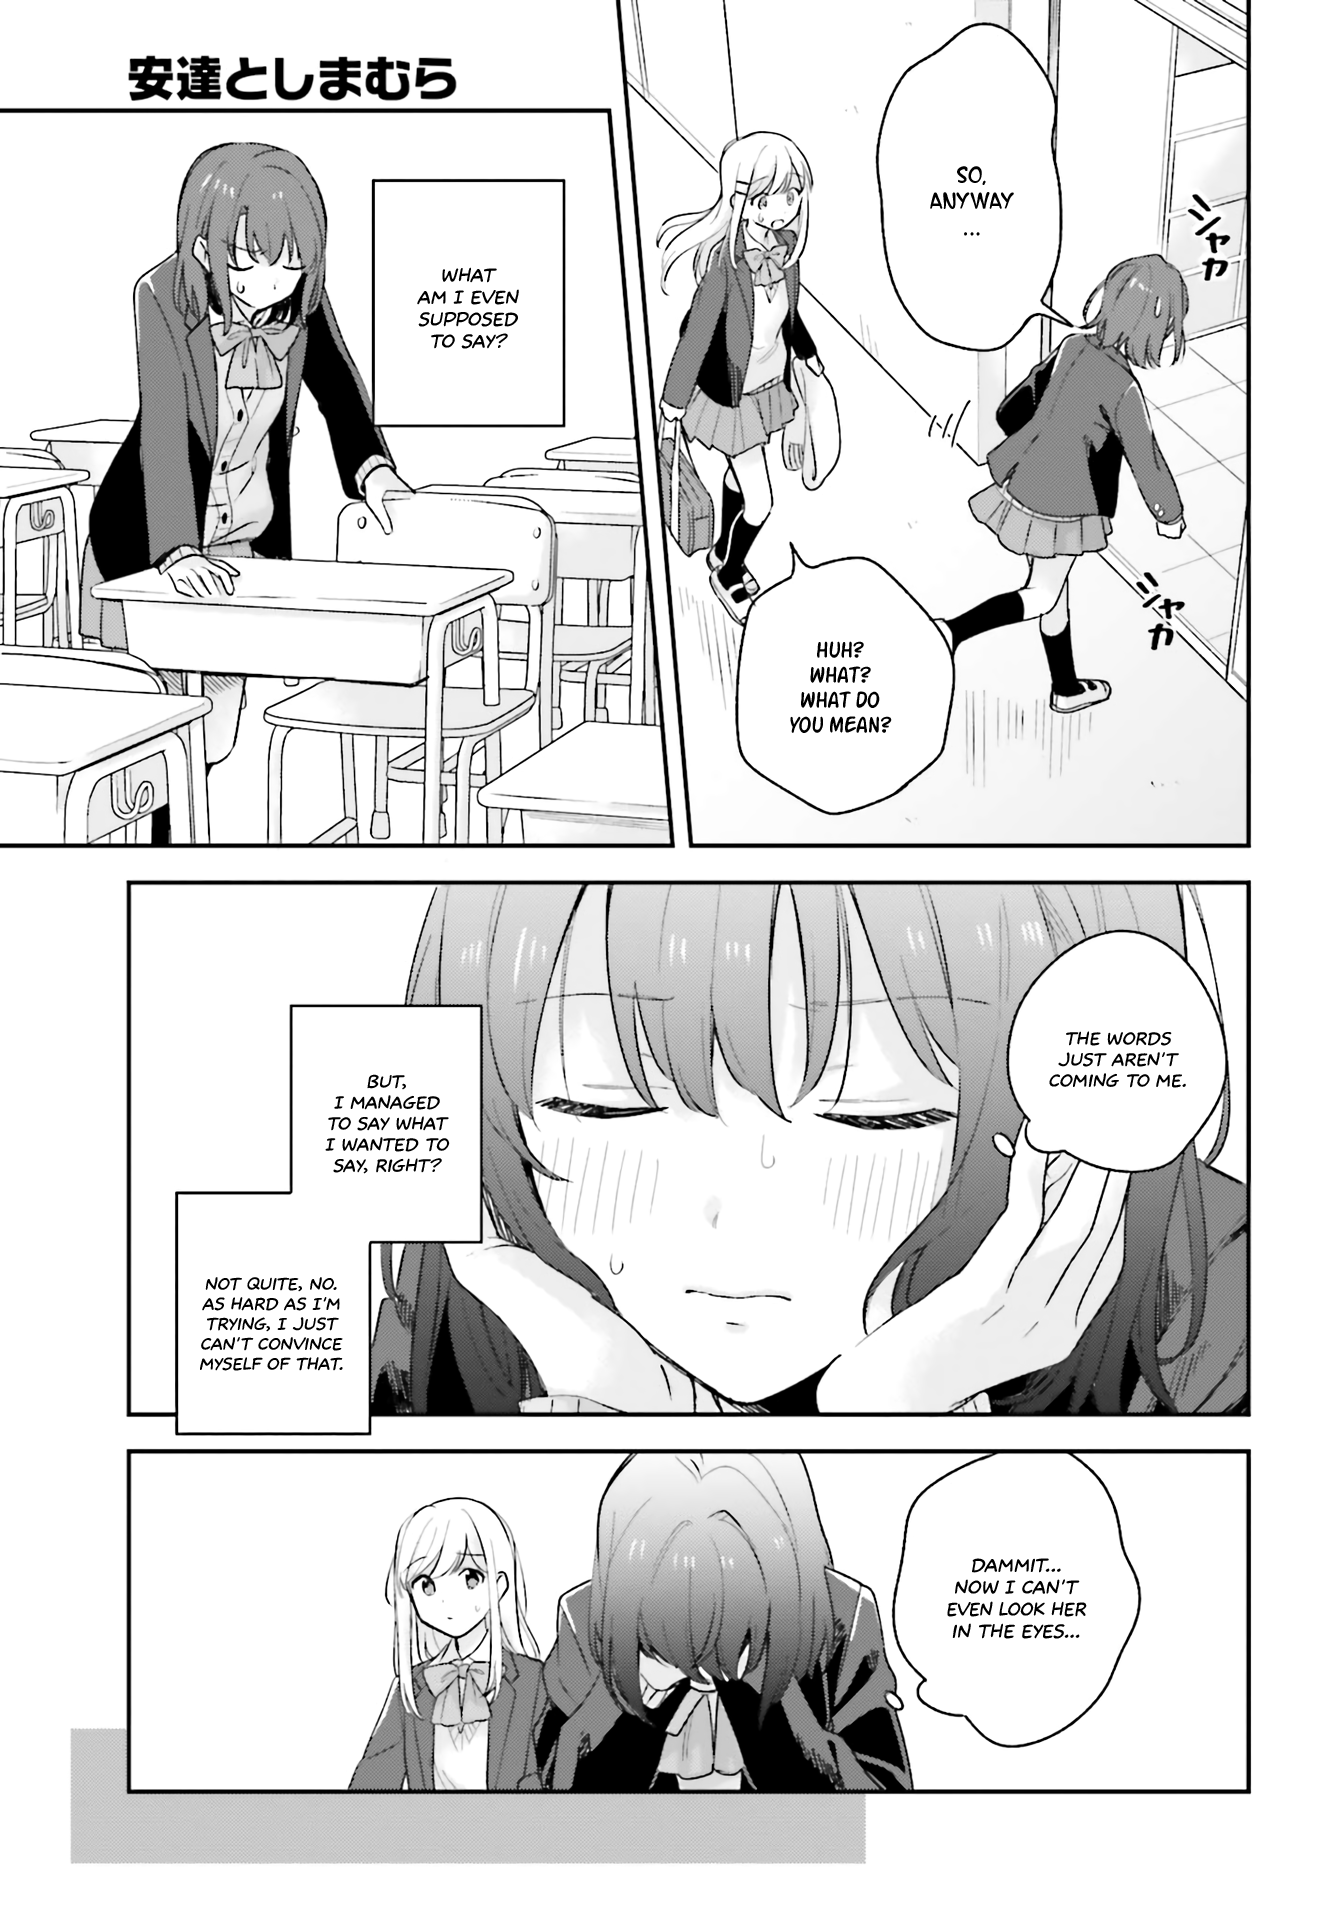 安達としまむら
SO,
ANYWAY
...
シャカ
シャカ
HUH?
WHAT?
WHAT DO
YOU MEAN?
WHAT
AM I EVEN
SUPPOSED
TO SAY?
THE WORDS
JUST AREN'T
COMING TO ME.
BUT,
I MANAGED
TO SAY WHAT
I WANTED TO
SAY, RIGHT?
NOT QUITE, NO.
AS HARD AS I'M
TRYING, I JUST
CAN'T CONVINCE
MYSELF OF THAT.
DAMMIT...
NOW I CAN'T
EVEN LOOK HER
IN THE EYES...